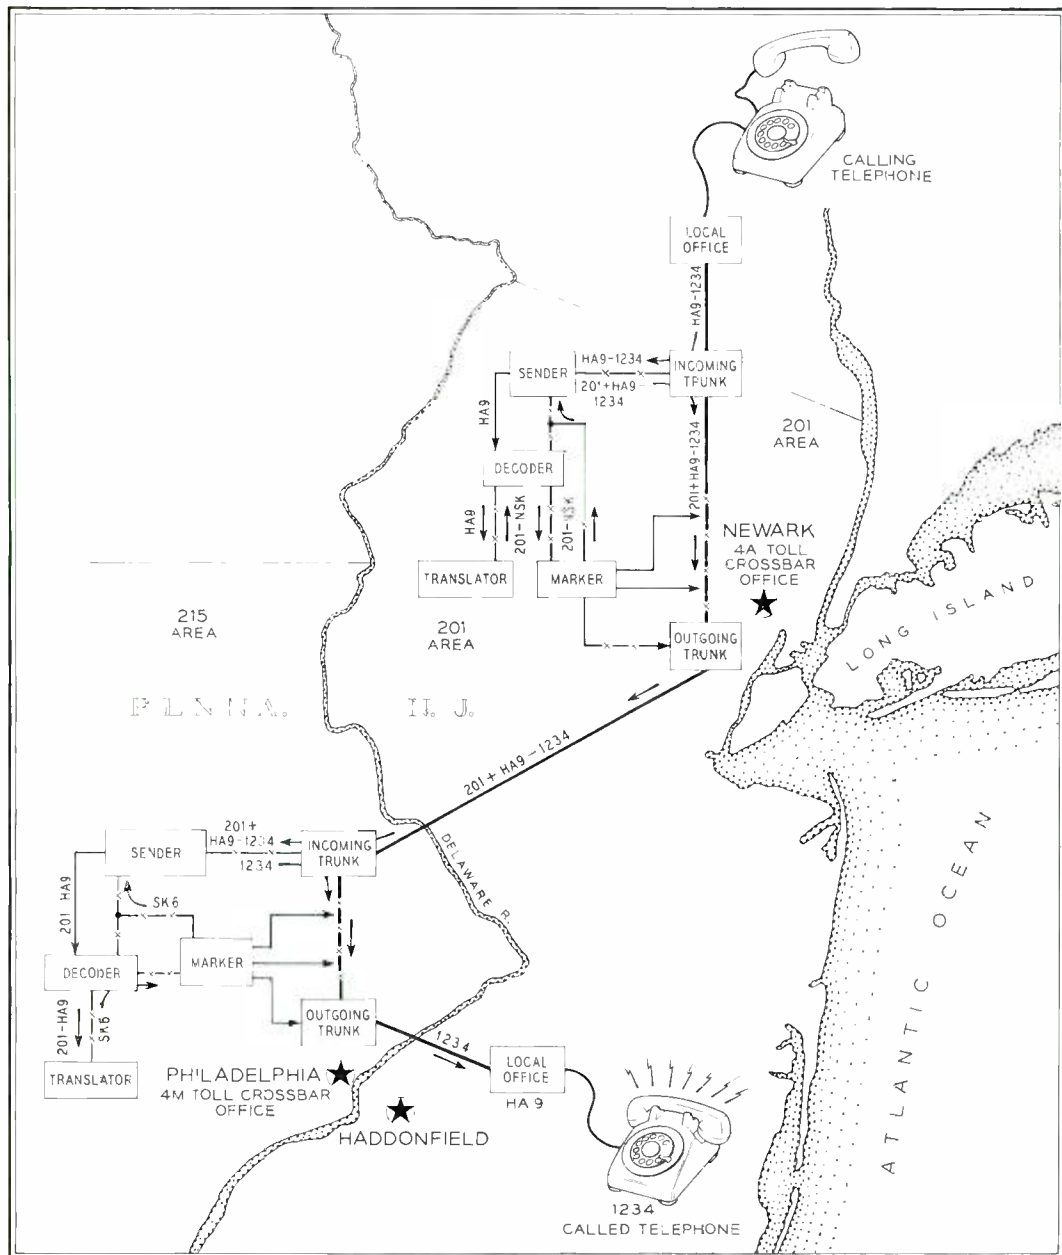 CALLING
TELEPHONE
LOCAL
OFFICE
HA9-1234
HA9-1234
INCOMING
TRUNK
SENDER
201+HA9-
1234
HA9
201+HA9-1234
201
AREA
DECODER
HA9
201-NSK
201-NSK
NEWARK
4A TOLL
CROSSBAR
OFFICE
TRANSLATOR
MARKER
215
AREA
201
AREA
OUTGOING
TRUNK
LONG ISLAND
PENNA.
N. J.
201+HA9-1234
201+
HA9-1234
1234
SENDER
INCOMING
TRUNK
DELAWARE R.
201 HA9
SK6
DECODER
MARKER
201-HA9
SK6
OUTGOING
TRUNK
1234
TRANSLATOR
PHILADELPHIA
4M TOLL CROSSBAR
OFFICE
LOCAL
OFFICE
HA9
HADDONFIELD
1234
CALLED TELEPHONE
ATLANTIC OCEAN